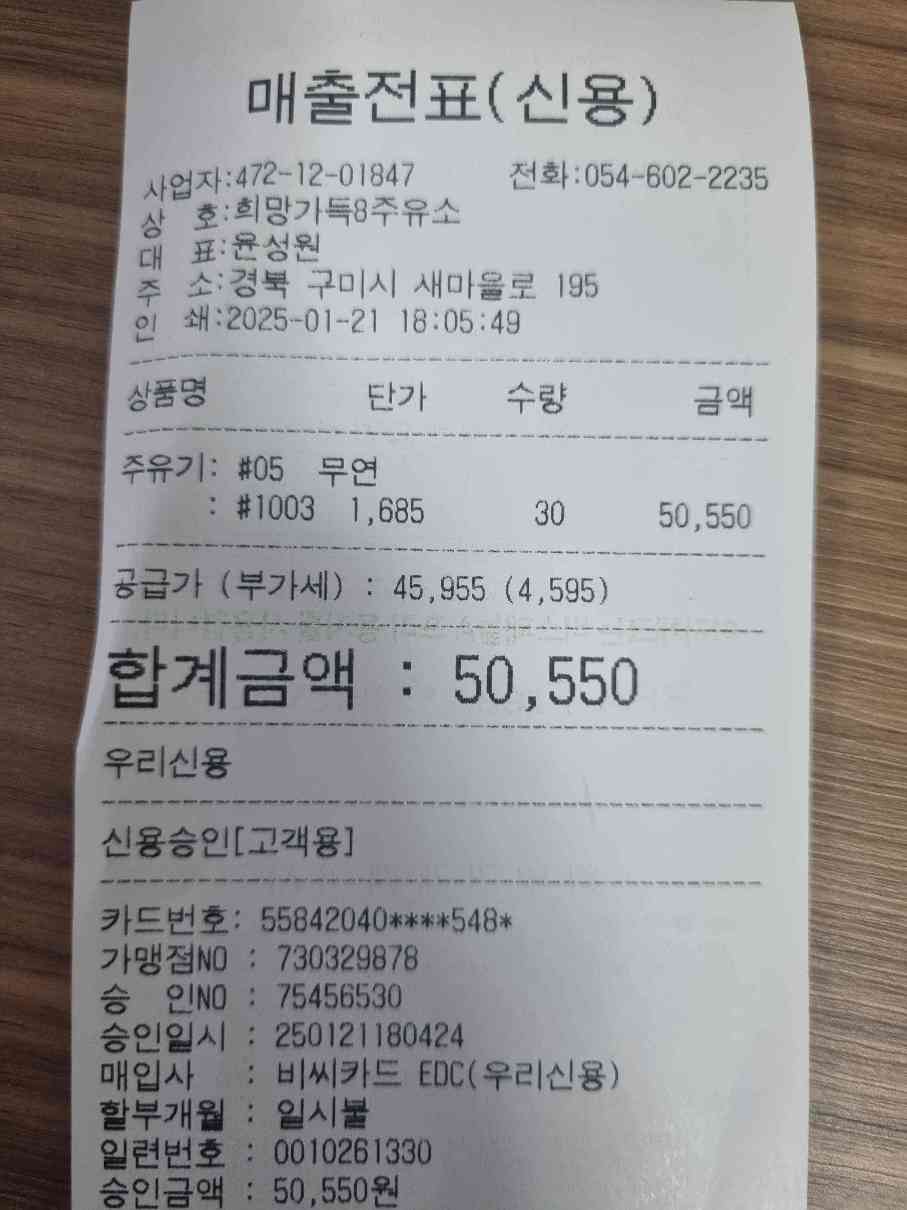 매출전표(신용)
사업자:472-12-01847 전화:054-602-2235
상 호:희망가득8주유소
대 표:윤성원
주 소:경북 구미시 새마을로 195
인 쇄:2025-01-21 18:05:49
상품명 단가 수량 금액
주유기: #05 무연
: #1003 1,685 30 50,550
공급가 (부가세) : 45,955 (4,595)
합계금액 : 50,550
우리신용
신용승인[고객용]
카드번호: 55842040****548*
가맹점NO : 730329878
승 인NO : 75456530
승인일시 : 250121180424
매입사 : 비씨카드 EDC(우리신용)
할부개월 : 일시불
일련번호 : 0010261330
승인금액 : 50,550원